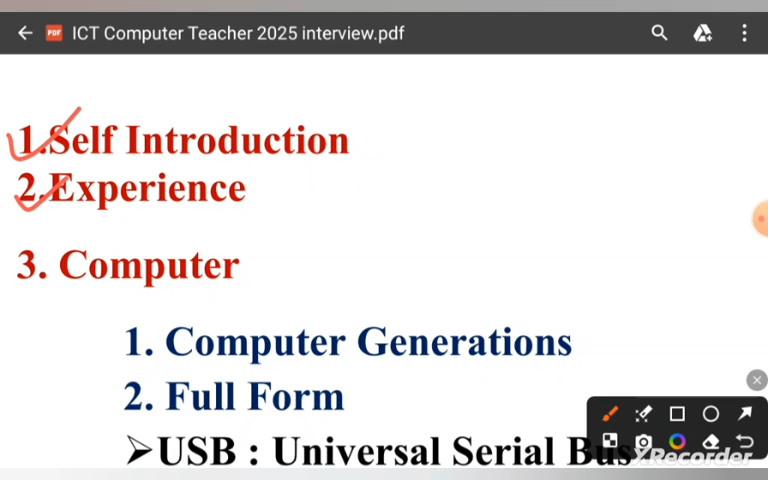 PDF ICT Computer Teacher 2025 interview.pdf
1.Self Introduction
2.Experience
3. Computer
1. Computer Generations
2. Full Form
➢USB : Universal Serial Bus
XRecorder